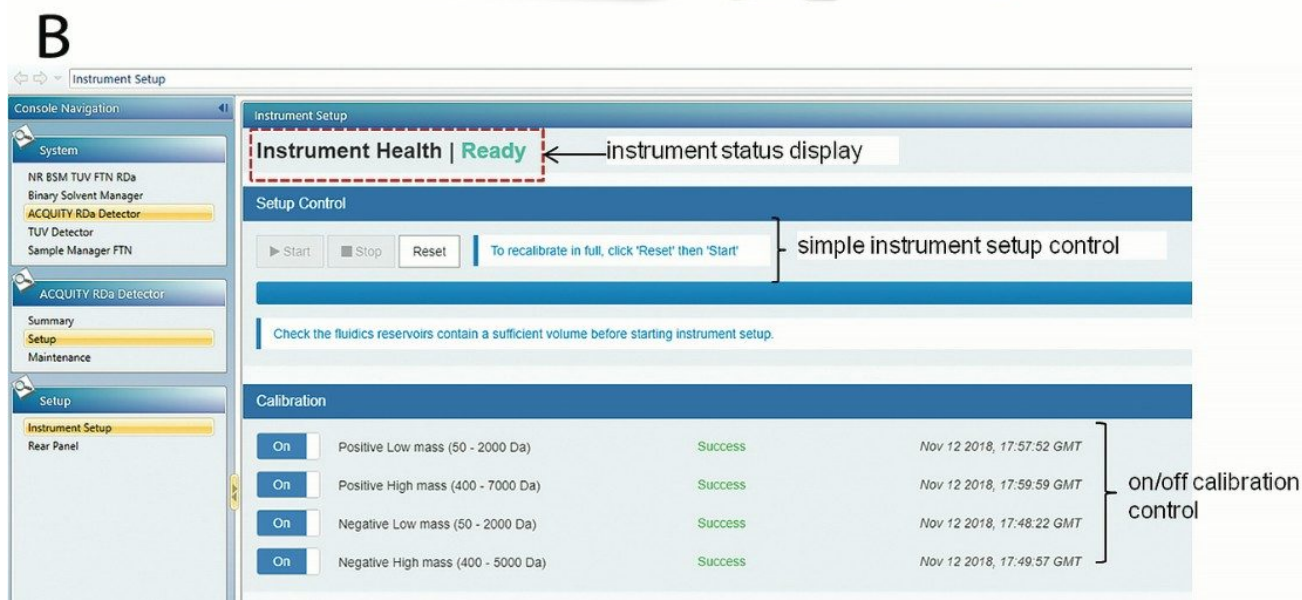 B
Instrument Setup
Console Navigation
System
NR BSM TUV FTN RDa
Binary Solvent Manager
ACQUITY RDa Detector
TUV Detector
Sample Manager FTN
ACQUITY RDa Detector
Summary
Setup
Maintenance
Setup
Instrument Setup
Rear Panel
Instrument Setup
Instrument Health | Ready
instrument status display
Setup Control
Start Stop Reset To recalibrate in full, click 'Reset' then 'Start'
simple instrument setup control
Check the fluidics reservoirs contain a sufficient volume before starting instrument setup.
Calibration
On Positive Low mass (50 - 2000 Da) Success Nov 12 2018, 17:57:52 GMT
On Positive High mass (400 - 7000 Da) Success Nov 12 2018, 17:59:59 GMT
On Negative Low mass (50 - 2000 Da) Success Nov 12 2018, 17:48:22 GMT
On Negative High mass (400 - 5000 Da) Success Nov 12 2018, 17:49:57 GMT
on/off calibration
control